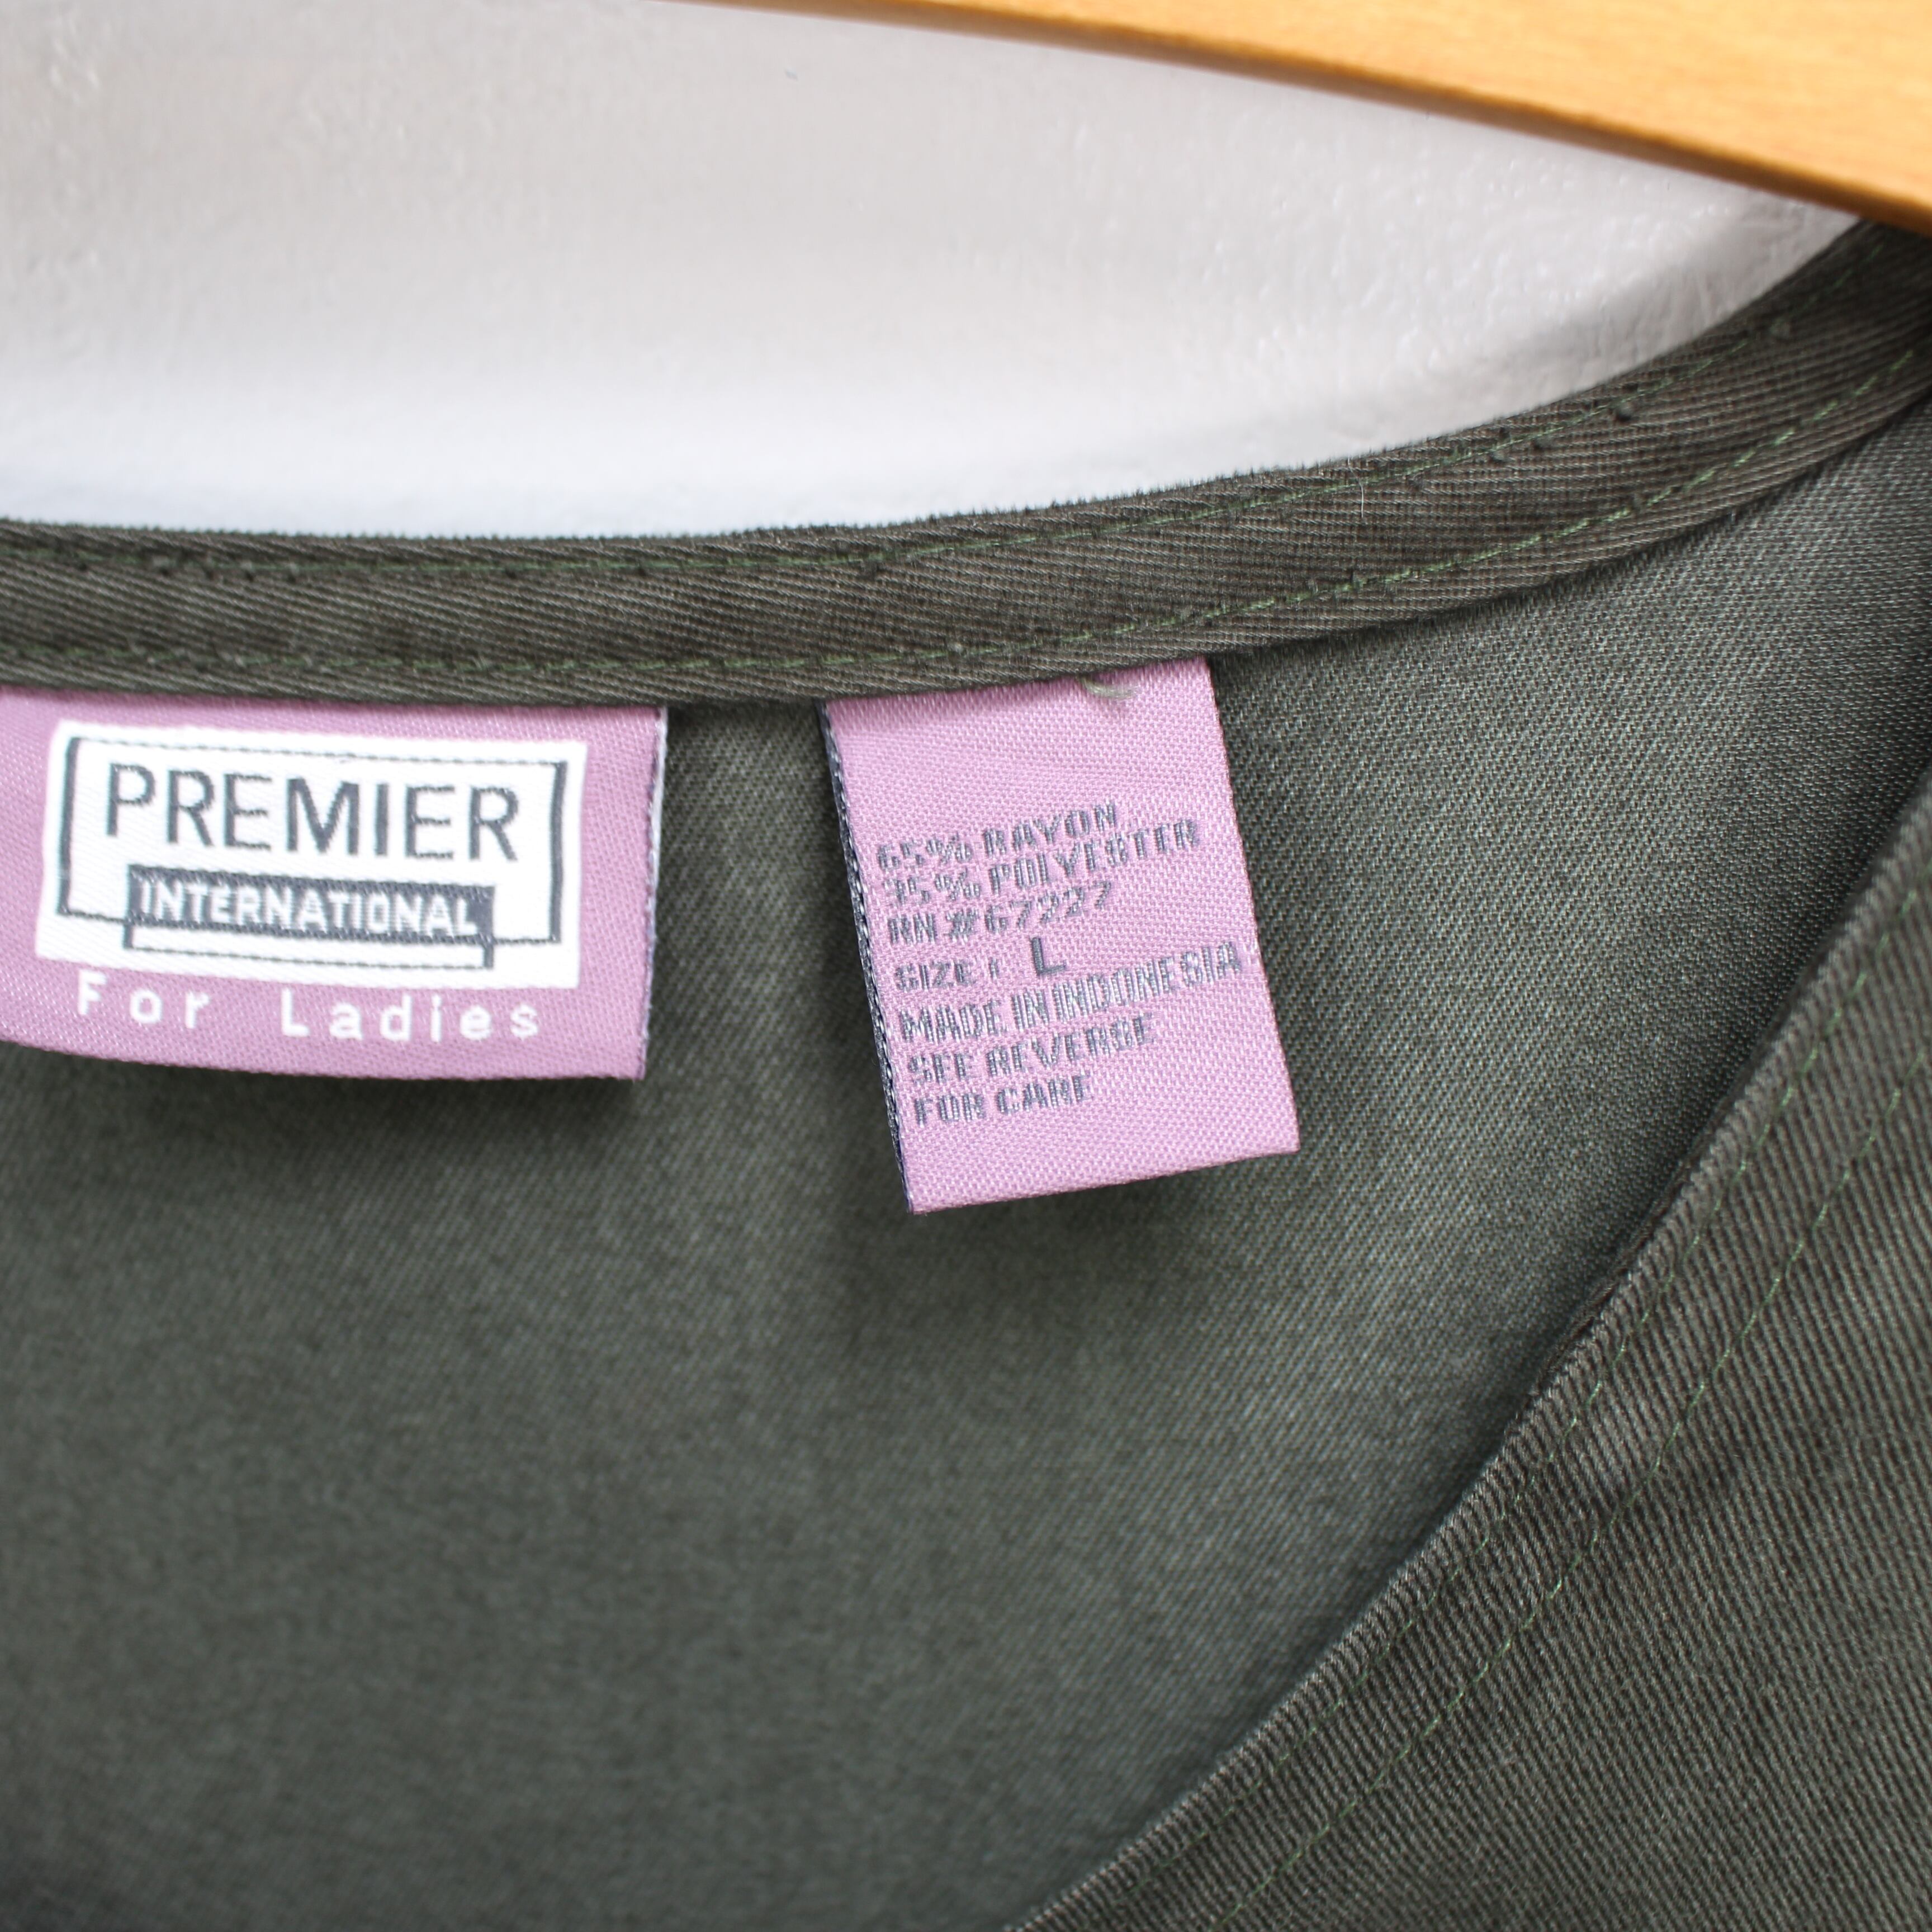 PREMIER
INTERNATIONAL
For Ladies
65% RAYON
35% POLYESTER
RN #67227
SIZE : L
MADE IN INDONESIA
SEE REVERSE
FOR CARE